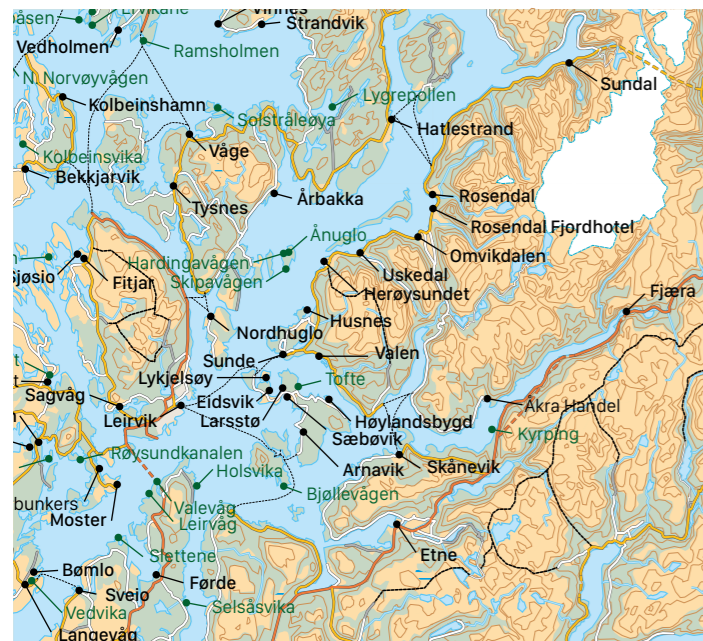 Vinnes
Strandvik
Vedholmen
Ramsholmen
N. Norvøyvågen
Sundal
Kolbeinshamn
Lygrepollen
Solstråleøya
Hatlestrand
Våge
Kolbeinsvika
Bekkjarvik
Tysnes
Årbakka
Rosendal
Rosendal Fjordhotel
Ånuglo
Omvikdalen
Hardingavågen
Uskedal
Skipavågen
Fitjar
Herøysundet
Fjæra
Husnes
Nordhuglo
Sunde
Valen
Lykjelsøy
Tofte
Sagvåg
Eidsvik
Høylandsbygd
Åkra Handel
Leirvik
Larsstø
Sæbøvik
Kyrping
Røysundkanalen
Holsvika
Arnavik
Skånevik
bunkers
Moster
Valevåg
Bjøllevågen
Leirvåg
Slettene
Etne
Bømlo
Førde
Vedvika
Sveio
Selsåsvika
Langevåg